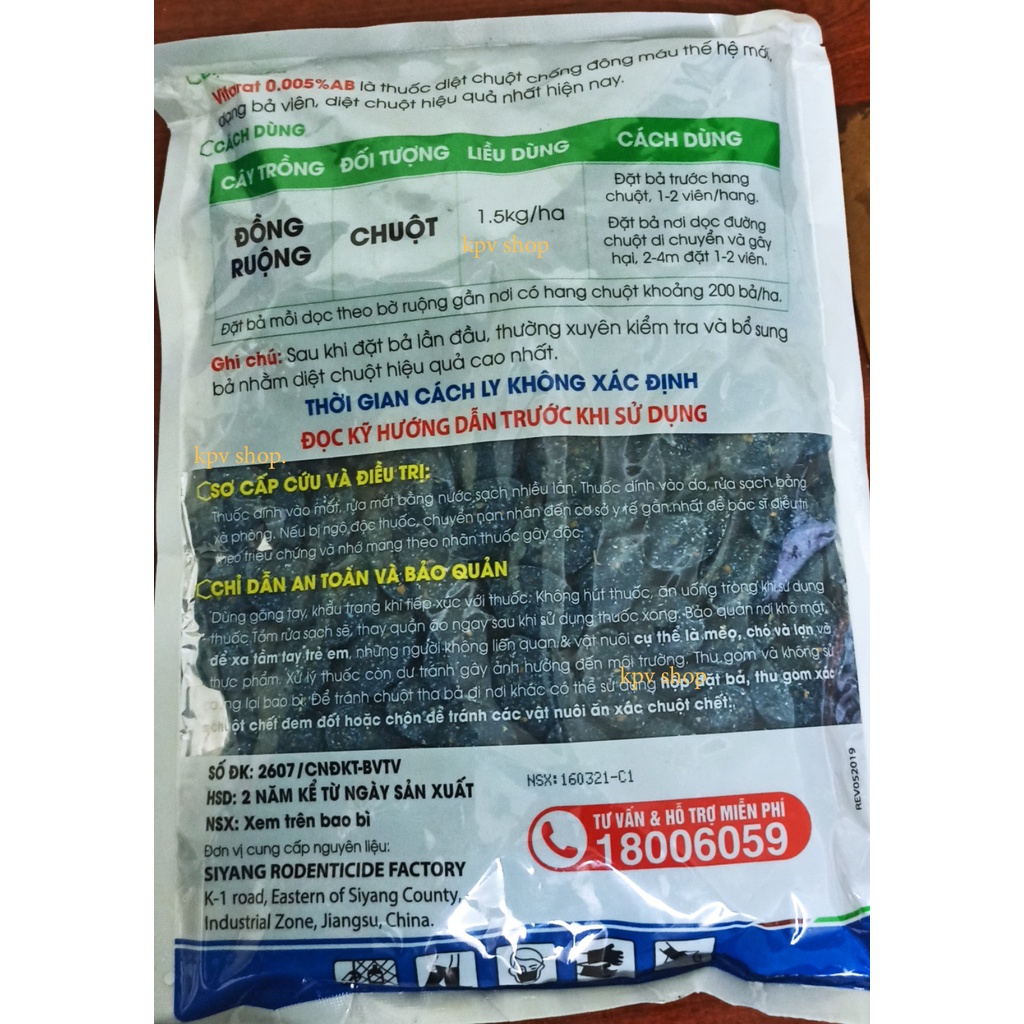 Vifarat 0.005%AB là thuốc diệt chuột chống đông máu thế hệ mới,
dạng bả viên, diệt chuột hiệu quả nhất hiện nay.
CÁCH DÙNG
CÂY TRỒNG ĐỐI TƯỢNG LIỀU DÙNG CÁCH DÙNG
ĐỒNG RUỘNG
CHUỘT
1.5kg/ha
Đặt bả trước hang
chuột, 1-2 viên/hang.
Đặt bả nơi dọc đường
chuột di chuyển và gây
hại, 2-4m đặt 1-2 viên.
kpv shop
Đặt bả mồi dọc theo bờ ruộng gần nơi có hang chuột khoảng 200 bả/ha.
Ghi chú: Sau khi đặt bả lần đầu, thường xuyên kiểm tra và bổ sung
bả nhằm diệt chuột hiệu quả cao nhất.
THỜI GIAN CÁCH LY KHÔNG XÁC ĐỊNH
ĐỌC KỸ HƯỚNG DẪN TRƯỚC KHI SỬ DỤNG
kpv shop.
SƠ CẤP CỨU VÀ ĐIỀU TRỊ:
Thuốc dính vào mắt, rửa mắt bằng nước sạch nhiều lần. Thuốc dính vào da, rửa sạch bằng
xà phòng. Nếu bị ngộ độc thuốc, chuyển nạn nhân đến cơ sở y tế gần nhất để bác sĩ điều trị
theo triệu chứng và nhớ mang theo nhãn thuốc gây độc.
CHỈ DẪN AN TOÀN VÀ BẢO QUẢN
Dùng găng tay, khẩu trang khi tiếp xúc với thuốc. Không hút thuốc, ăn uống trong khi sử dụng
thuốc. Tắm rửa sạch sẽ, thay quần áo ngay sau khi sử dụng thuốc xong. Bảo quản nơi khô mát,
để xa tầm tay trẻ em, những người không liên quan & vật nuôi cụ thể là mèo, chó và lợn và
thực phẩm. Xử lý thuốc còn dư tránh gây ảnh hưởng đến môi trường. Thu gom và không sử
dụng lại bao bì. Để tránh chuột tha bả đi nơi khác có thể sử dụng hộp đặt bả, thu gom xác
kpv shop
chuột chết đem đốt hoặc chọn để tránh các vật nuôi ăn xác chuột chết.
SỐ ĐK: 2607/CNĐKT-BVTV
HSD: 2 NĂM KỂ TỪ NGÀY SẢN XUẤT
NSX: Xem trên bao bì
Đơn vị cung cấp nguyên liệu:
SIYANG RODENTICIDE FACTORY
K-1 road, Eastern of Siyang County,
Industrial Zone, Jiangsu, China.
NSX:160321-C1
TƯ VẤN & HỖ TRỢ MIỄN PHÍ
18006059
REV052019